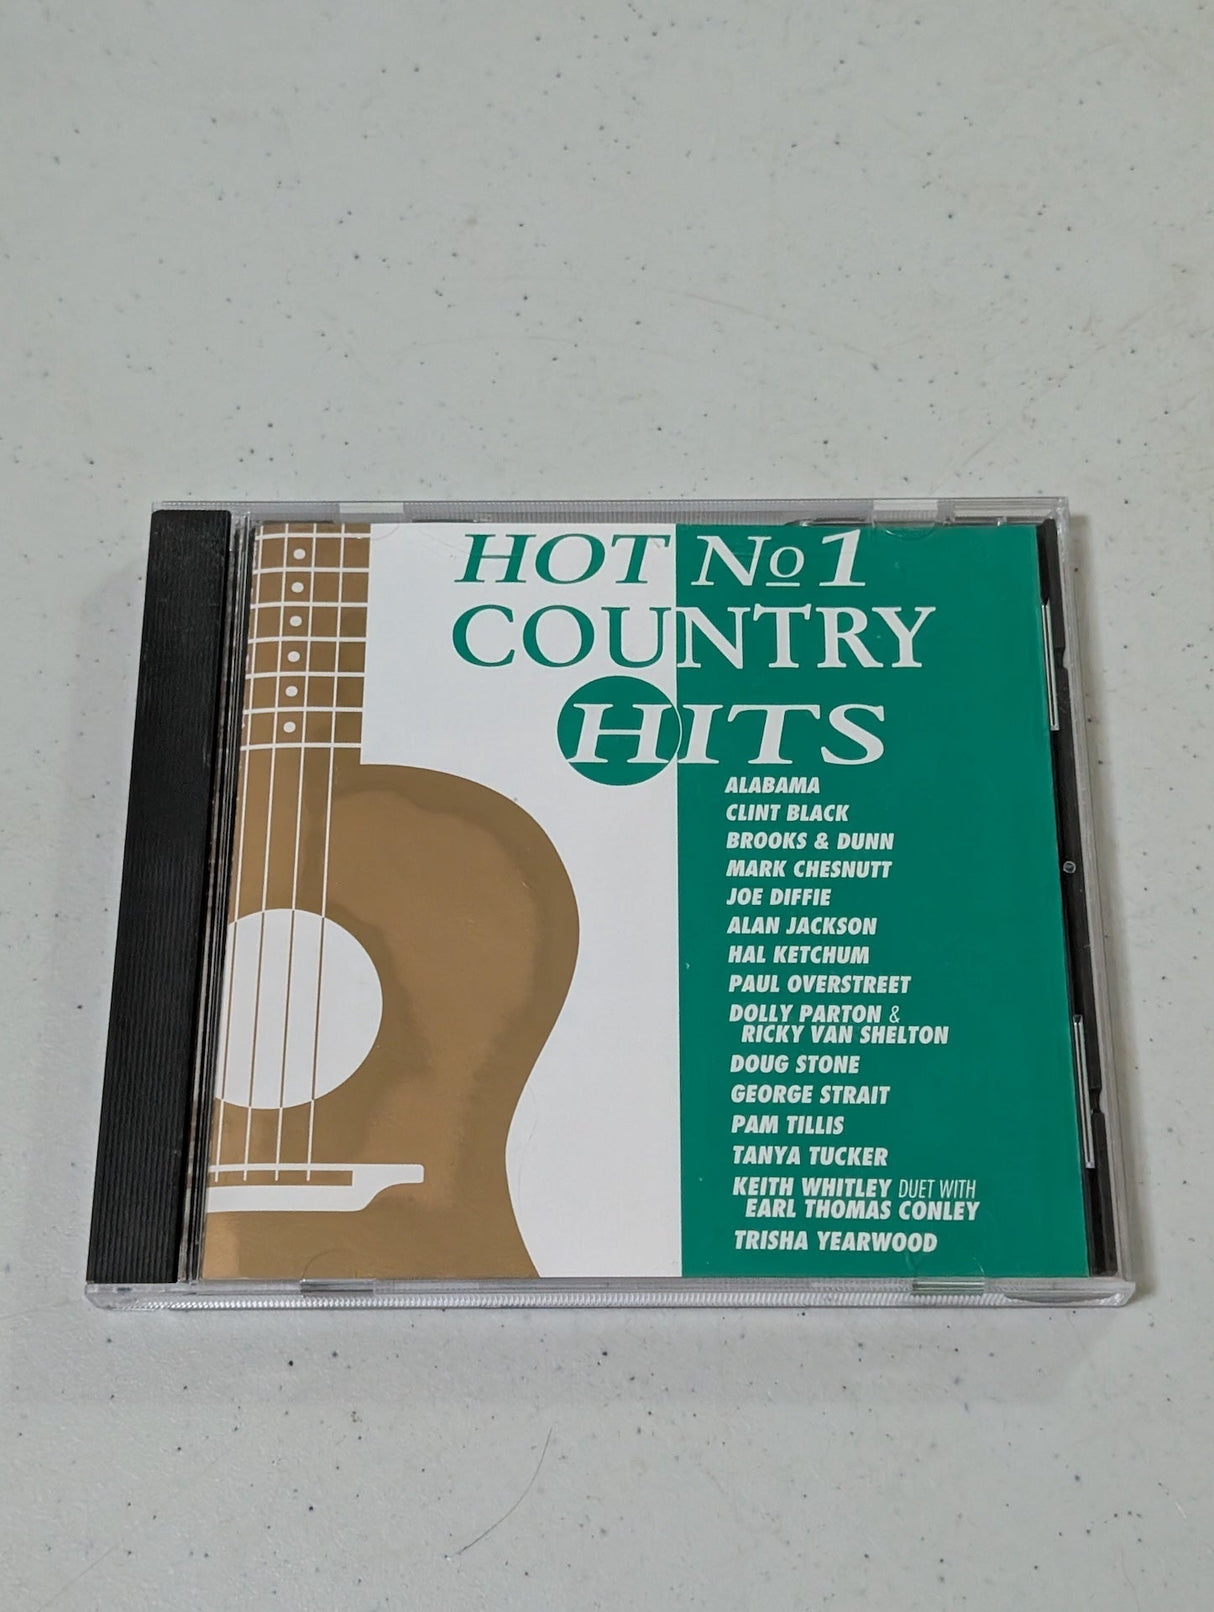 HOT No 1
COUNTRY
HITS
ALABAMA
CLINT BLACK
BROOKS & DUNN
MARK CHESNUTT
JOE DIFFIE
ALAN JACKSON
HAL KETCHUM
PAUL OVERSTREET
DOLLY PARTON &
RICKY VAN SHELTON
DOUG STONE
GEORGE STRAIT
PAM TILLIS
TANYA TUCKER
KEITH WHITLEY DUET WITH
EARL THOMAS CONLEY
TRISHA YEARWOOD